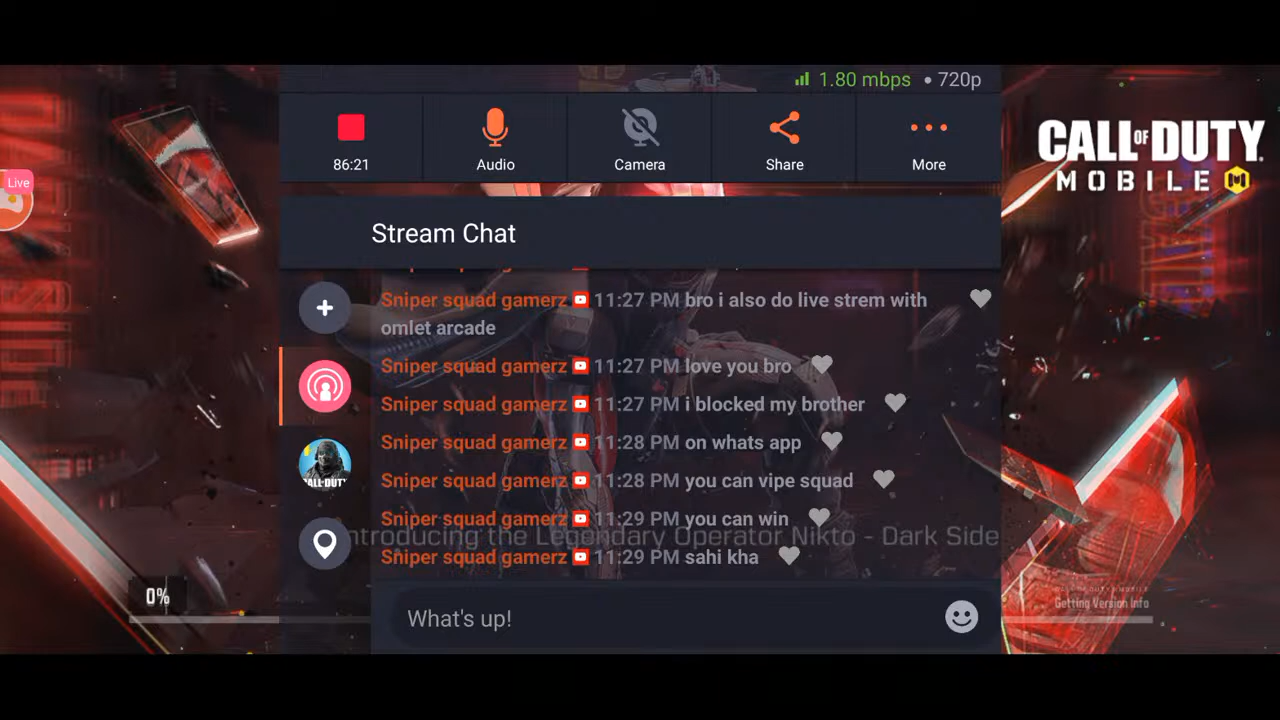 1.80 mbps • 720p
CALL OF DUTY
MOBILE
Live
86:21
Audio
Camera
Share
More
Stream Chat
Sniper squad gamerz 11:27 PM bro i also do live strem with
omlet arcade
Sniper squad gamerz 11:27 PM love you bro
Sniper squad gamerz 11:27 PM i blocked my brother
Sniper squad gamerz 11:28 PM on whats app
Sniper squad gamerz 11:28 PM you can vipe squad
Sniper squad gamerz 11:29 PM you can win
ntroducing the Legendary Operator Nikto - Dark Side
Sniper squad gamerz 11:29 PM sahi kha
0%
Getting Version Info
What's up!